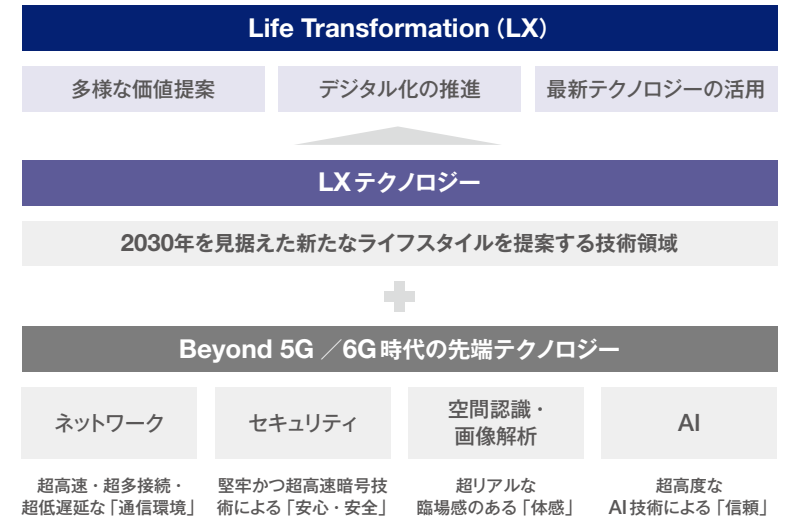 Life Transformation(LX)
多様な価値提案
デジタル化の推進
最新テクノロジーの活用
LXテクノロジー
2030年を見据えた新たなライフスタイルを提案する技術領域
Beyond 5G ／6G時代の先端テクノロジー
ネットワーク
セキュリティ
空間認識・
画像解析
AI
超高速・超多接続・
超低遅延な「通信環境」
堅牢かつ超高速暗号技
術による「安心・安全」
超リアルな
臨場感のある「体感」
超高度な
AI技術による「信頼」